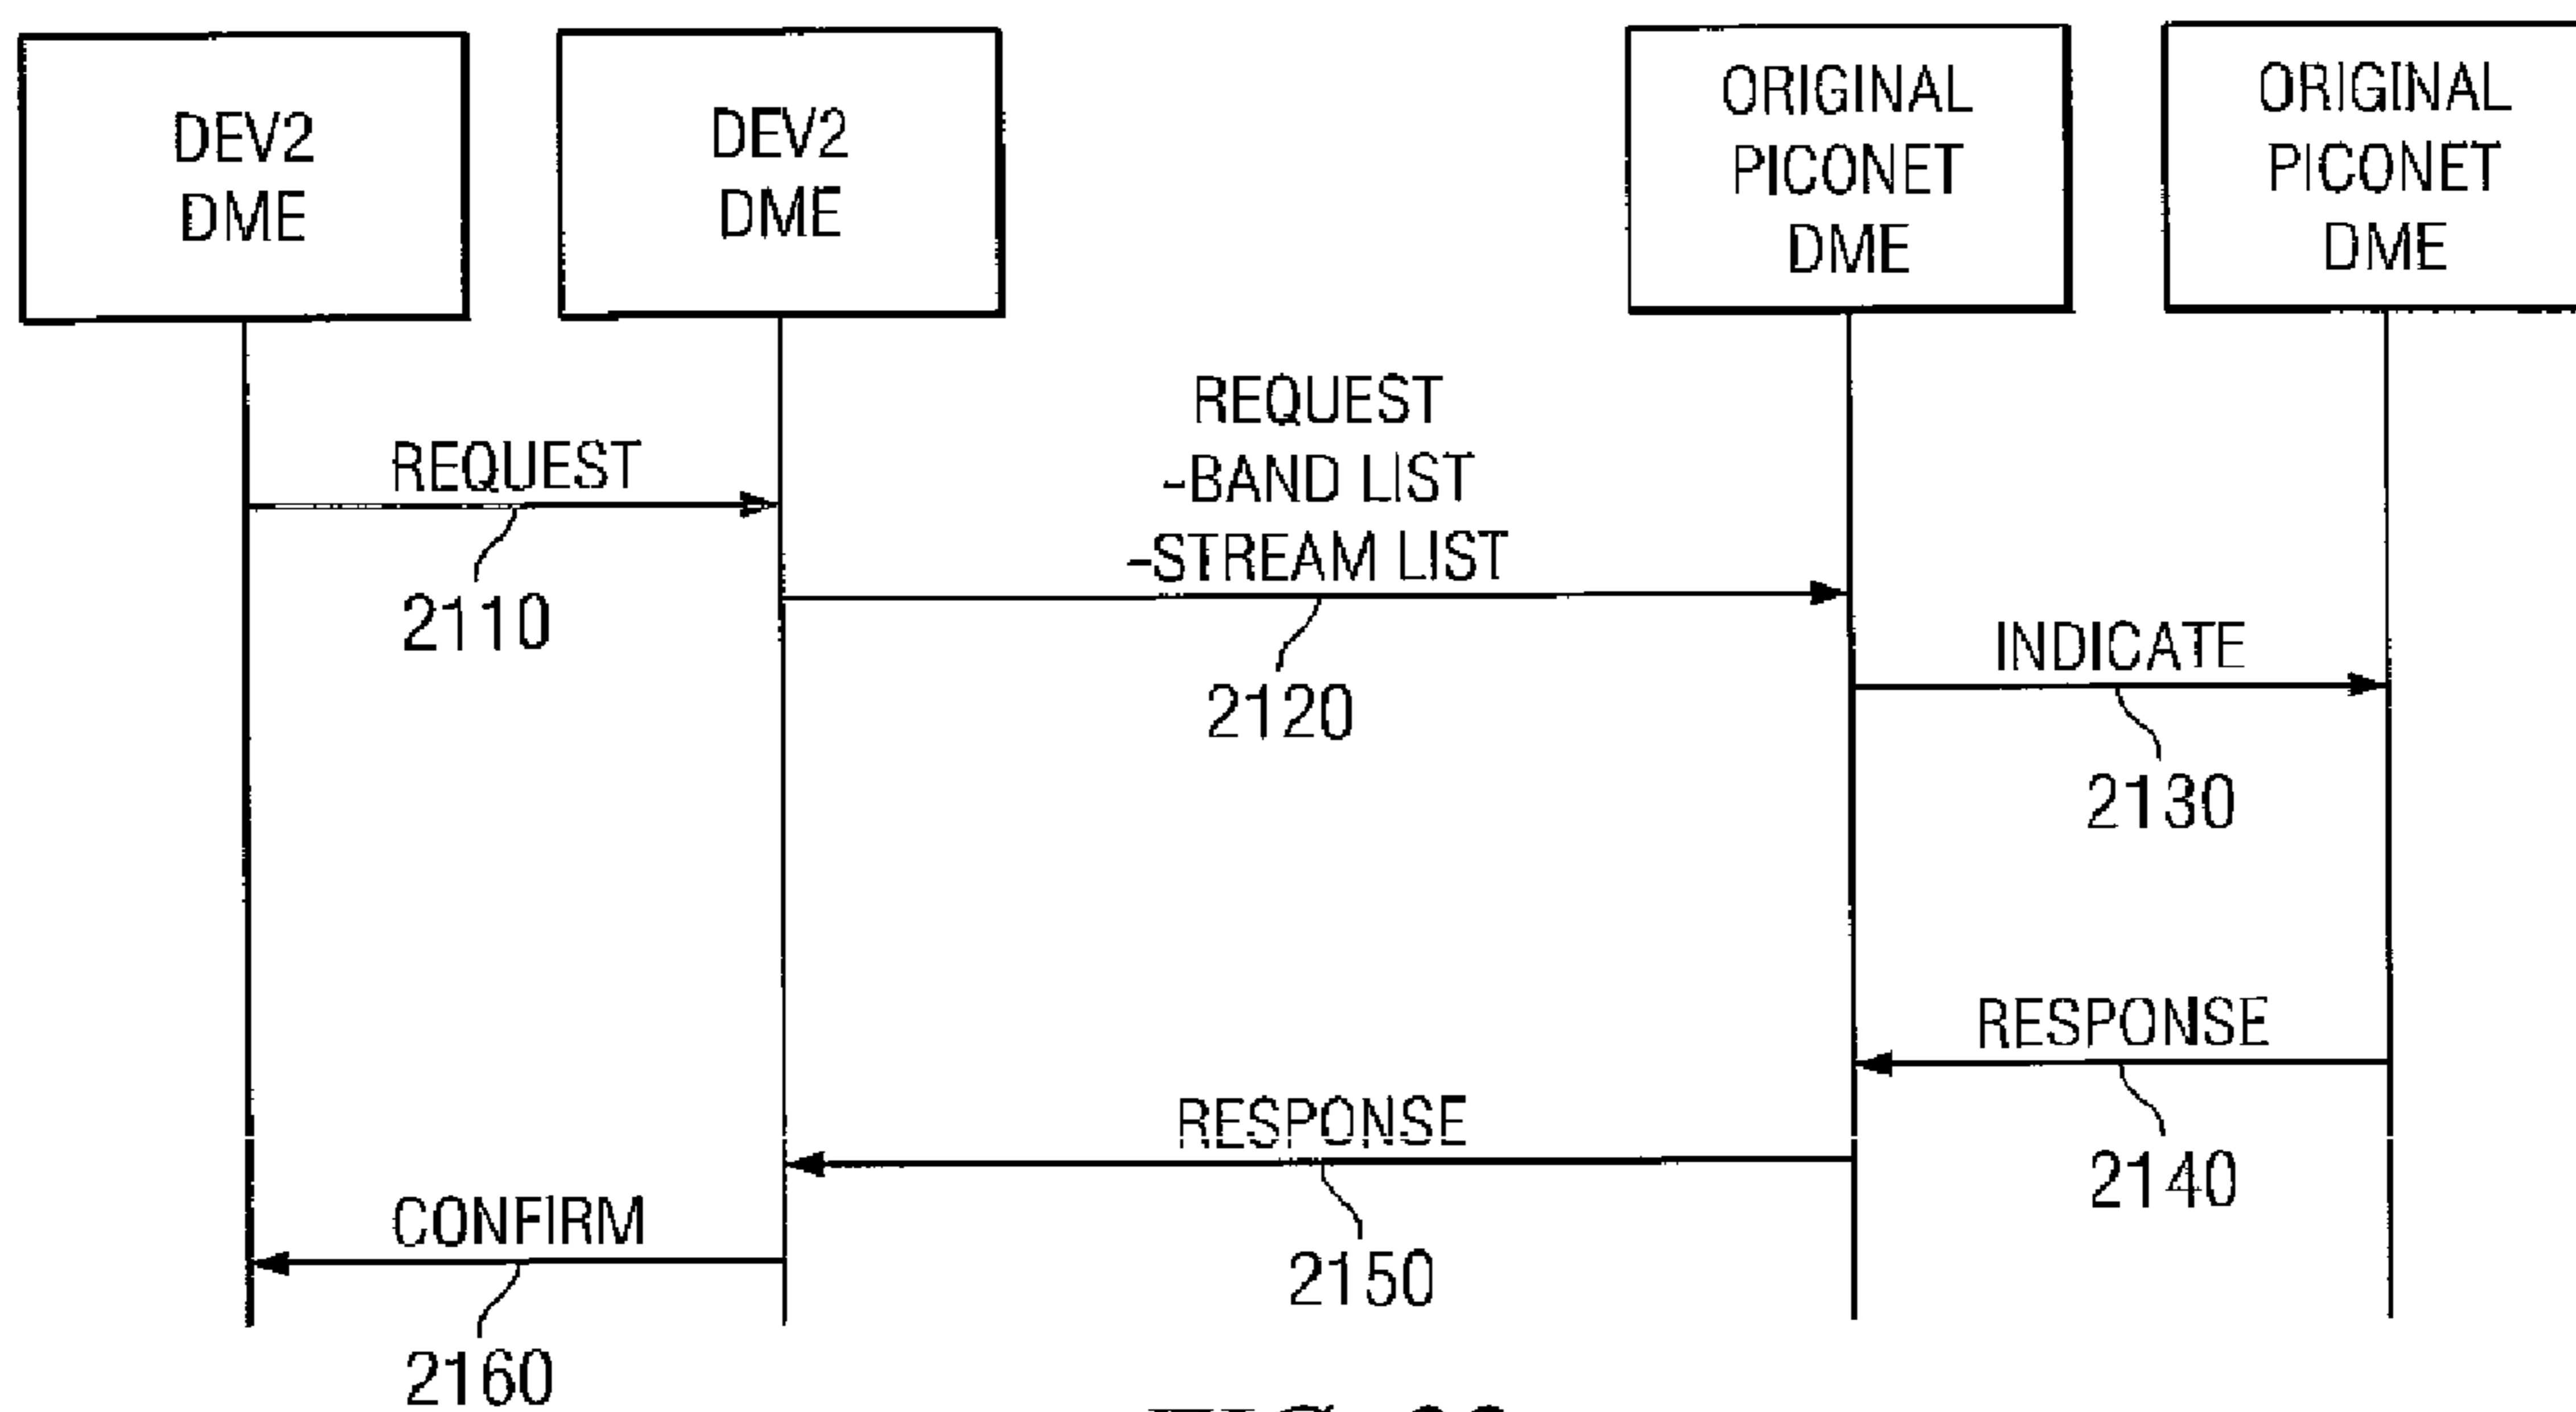 DEV2
DME
DEV2
DME
ORIGINAL
PICONET
DME
ORIGINAL
PICONET
DME
REQUEST
2110
REQUEST
-BAND LIST
-STREAM LIST
2120
INDICATE
2130
RESPONSE
2140
RESPONSE
2150
CONFIRM
2160